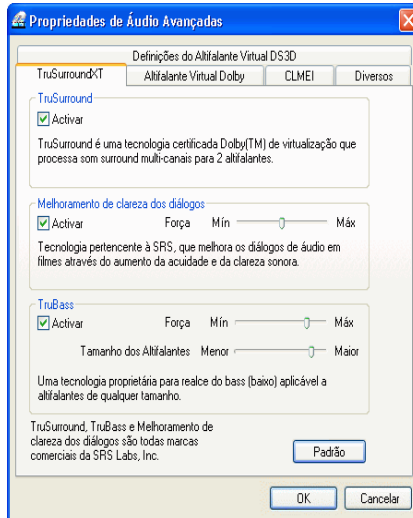 Propriedades de Áudio Avançadas
Definições do Altifalante Virtual DS3D
TruSurroundXT Altifalante Virtual Dolby CLMEI Diversos
TruSurround
Activar
TruSurround é uma tecnologia certificada Dolby(TM) de virtualização que
processa som surround multi-canais para 2 altifalantes.
Melhoramento de clareza dos diálogos
Activar Força Mín Máx
Tecnologia pertencente à SRS, que melhora os diálogos de áudio em
filmes através do aumento da acuidade e da clareza sonora.
TruBass
Activar Força Mín Máx
Tamanho dos Altifalantes Menor Maior
Uma tecnologia proprietária para realce do bass (baixo) aplicável a
altifalantes de qualquer tamanho.
TruSurround, TruBass e Melhoramento de
clareza dos diálogos são todas marcas
comerciais da SRS Labs, Inc.
Padrão
OK Cancelar